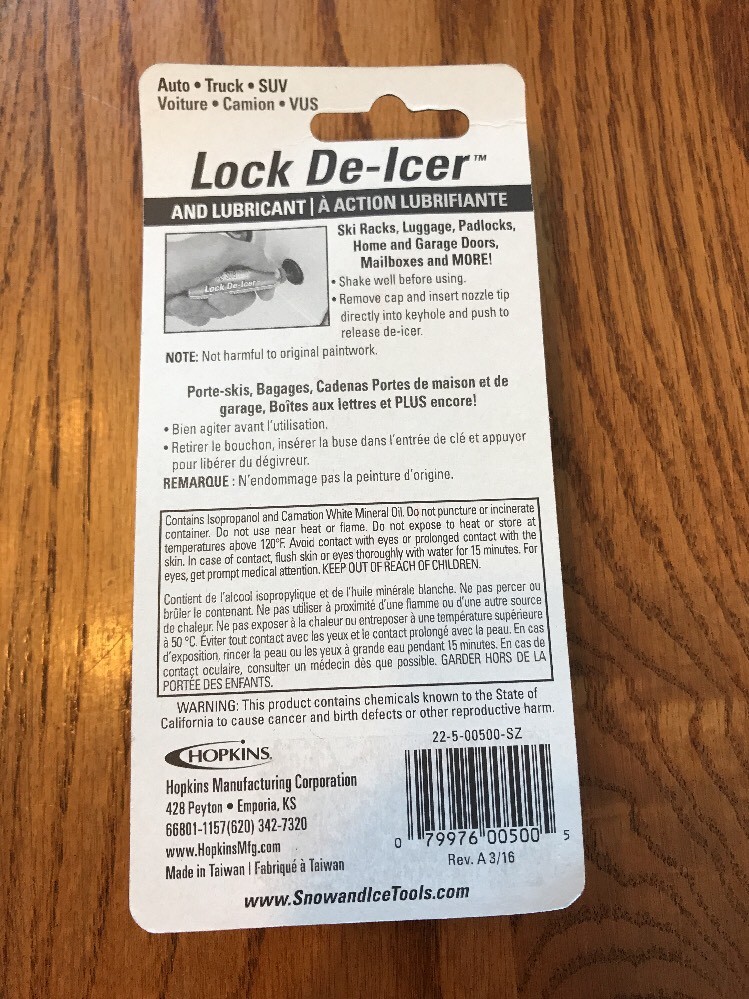 Auto • Truck • SUV
Voiture • Camion • VUS
Lock De-Icer™
AND LUBRICANT | À ACTION LUBRIFIANTE
Lock De-Icer
Ski Racks, Luggage, Padlocks,
Home and Garage Doors,
Mailboxes and MORE!
• Shake well before using.
• Remove cap and insert nozzle tip
directly into keyhole and push to
release de-icer.
NOTE: Not harmful to original paintwork.
Porte-skis, Bagages, Cadenas Portes de maison et de
garage, Boîtes aux lettres et PLUS encore!
• Bien agiter avant l'utilisation.
• Retirer le bouchon, insérer la buse dans l'entrée de clé et appuyer
pour libérer du dégivreur.
REMARQUE : N'endommage pas la peinture d'origine.
Contains Isopropanol and Carnation White Mineral Oil. Do not puncture or incinerate
container. Do not use near heat or flame. Do not expose to heat or store at
temperatures above 120°F. Avoid contact with eyes or prolonged contact with the
skin. In case of contact, flush skin or eyes thoroughly with water for 15 minutes. For
eyes, get prompt medical attention. KEEP OUT OF REACH OF CHILDREN.
Contient de l'alcool isopropylique et de l'huile minérale blanche. Ne pas percer ou
brûler le contenant. Ne pas utiliser à proximité d'une flamme ou d'une autre source
de chaleur. Ne pas exposer à la chaleur ou entreposer à une température supérieure
à 50 °C. Éviter tout contact avec les yeux et le contact prolongé avec la peau. En cas
d'exposition, rincer la peau ou les yeux à grande eau pendant 15 minutes. En cas de
contact oculaire, consulter un médecin dès que possible. GARDER HORS DE LA
PORTÉE DES ENFANTS.
WARNING: This product contains chemicals known to the State of
California to cause cancer and birth defects or other reproductive harm.
22-5-00500-SZ
HOPKINS
Hopkins Manufacturing Corporation
428 Peyton • Emporia, KS
66801-1157(620) 342-7320
www.HopkinsMfg.com
Made in Taiwan | Fabriqué à Taiwan
0 79976 00500 5
Rev. A 3/16
www.SnowandIceTools.com